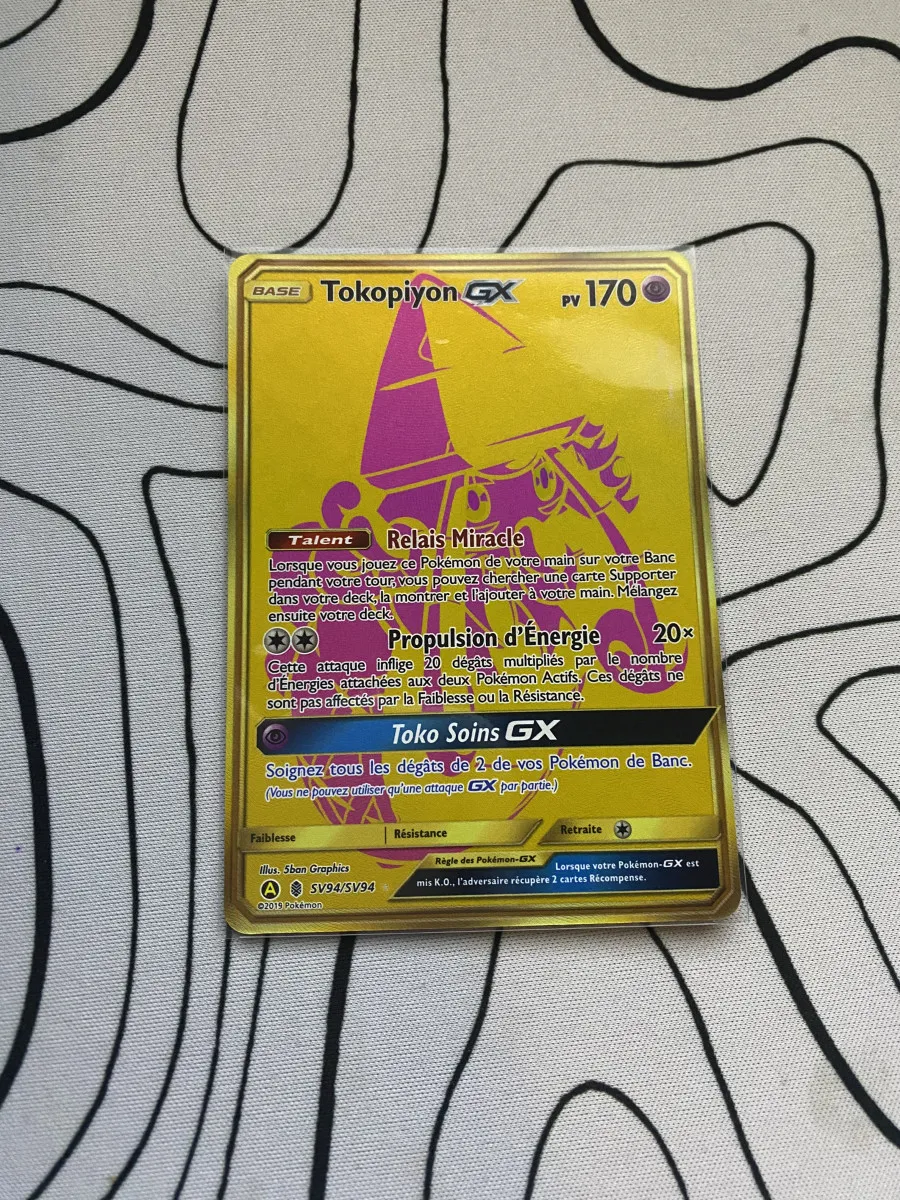 BASE Tokopiyon GX PV 170
Talent Relais Miracle
Lorsque vous jouez ce Pokémon de votre main sur votre Banc
pendant votre tour, vous pouvez chercher une carte Supporter
dans votre deck, la montrer et l'ajouter à votre main. Mélangez
ensuite votre deck.
Propulsion d'Énergie 20×
Cette attaque inflige 20 dégâts multipliés par le nombre
d'Énergies attachées aux deux Pokémon Actifs. Ces dégâts ne
sont pas affectés par la Faiblesse ou la Résistance.
Toko Soins GX
Soignez tous les dégâts de 2 de vos Pokémon de Banc.
(Vous ne pouvez utiliser qu'une attaque GX par partie.)
Faiblesse Résistance Retraite
Illus. 5ban Graphics
A SV94/SV94
©2019 Pokémon
Règle des Pokémon-GX Lorsque votre Pokémon-GX est
mis K.O., l'adversaire récupère 2 cartes Récompense.